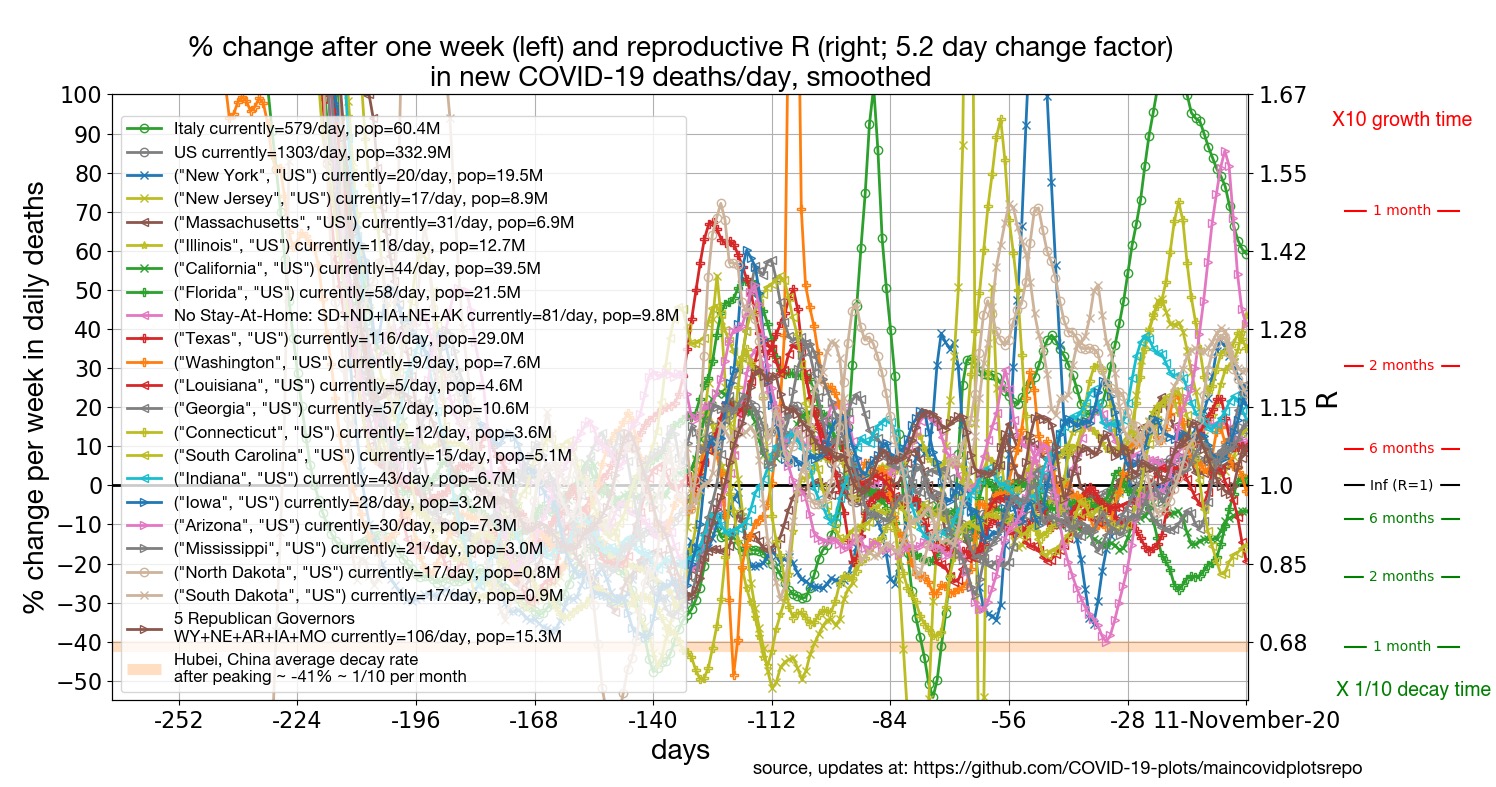 % change after one week (left) and reproductive R (right; 5.2 day change factor)
in new COVID-19 deaths/day, smoothed
% change per week in daily deaths
100
90
80
70
60
50
40
30
20
10
0
−10
−20
−30
−40
−50
Italy currently=579/day, pop=60.4M
US currently=1303/day, pop=332.9M
("New York", "US") currently=20/day, pop=19.5M
("New Jersey", "US") currently=17/day, pop=8.9M
("Massachusetts", "US") currently=31/day, pop=6.9M
("Illinois", "US") currently=118/day, pop=12.7M
("California", "US") currently=44/day, pop=39.5M
("Florida", "US") currently=58/day, pop=21.5M
No Stay-At-Home: SD+ND+IA+NE+AK currently=81/day, pop=9.8M
("Texas", "US") currently=116/day, pop=29.0M
("Washington", "US") currently=9/day, pop=7.6M
("Louisiana", "US") currently=5/day, pop=4.6M
("Georgia", "US") currently=57/day, pop=10.6M
("Connecticut", "US") currently=12/day, pop=3.6M
("South Carolina", "US") currently=15/day, pop=5.1M
("Indiana", "US") currently=43/day, pop=6.7M
("Iowa", "US") currently=28/day, pop=3.2M
("Arizona", "US") currently=30/day, pop=7.3M
("Mississippi", "US") currently=21/day, pop=3.0M
("North Dakota", "US") currently=17/day, pop=0.8M
("South Dakota", "US") currently=17/day, pop=0.9M
5 Republican Governors
WY+NE+AR+IA+MO currently=106/day, pop=15.3M
Hubei, China average decay rate
after peaking ~ -41% ~ 1/10 per month
1.67
1.55
1.42
1.28
1.15
1.0
0.85
0.68
R
X10 growth time
1 month
2 months
6 months
Inf (R=1)
6 months
2 months
1 month
X 1/10 decay time
-252 -224 -196 -168 -140 -112 -84 -56 -28 11-November-20
days
source, updates at: https://github.com/COVID-19-plots/maincovidplotsrepo